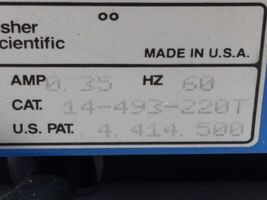 sher
cientific
MADE IN U.S.A.
AMP 0.35 HZ 60
CAT. 14-493-220T
U.S. PAT. 4.414.500